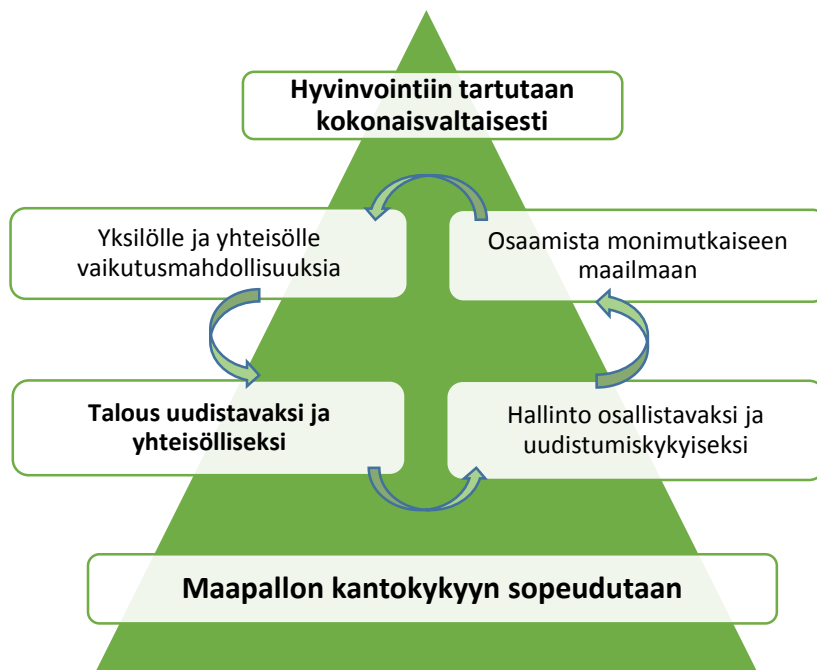 Hyvinvointiin tartutaan
kokonaisvaltaisesti
Yksilölle ja yhteisölle
vaikutusmahdollisuuksia
Osaamista monimutkaiseen
maailmaan
Talous uudistavaksi ja
yhteisölliseksi
Hallinto osallistavaksi ja
uudistumiskykyiseksi
Maapallon kantokykyyn sopeudutaan